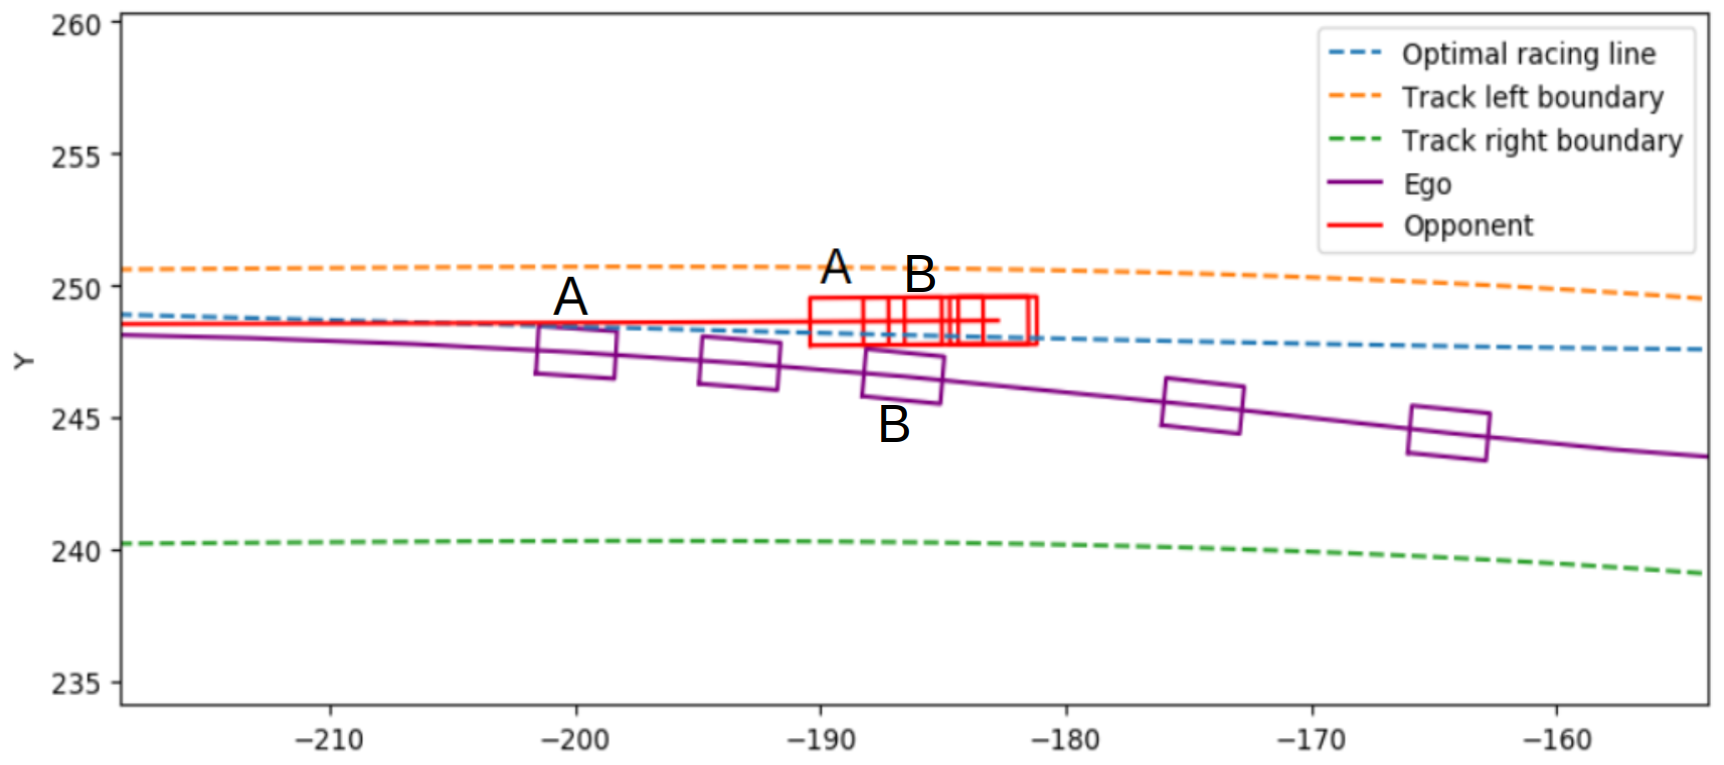 260
255
250
245
240
235
Y
Optimal racing line
Track left boundary
Track right boundary
Ego
Opponent
A
B
A
B
−210
−200
−190
−180
−170
−160